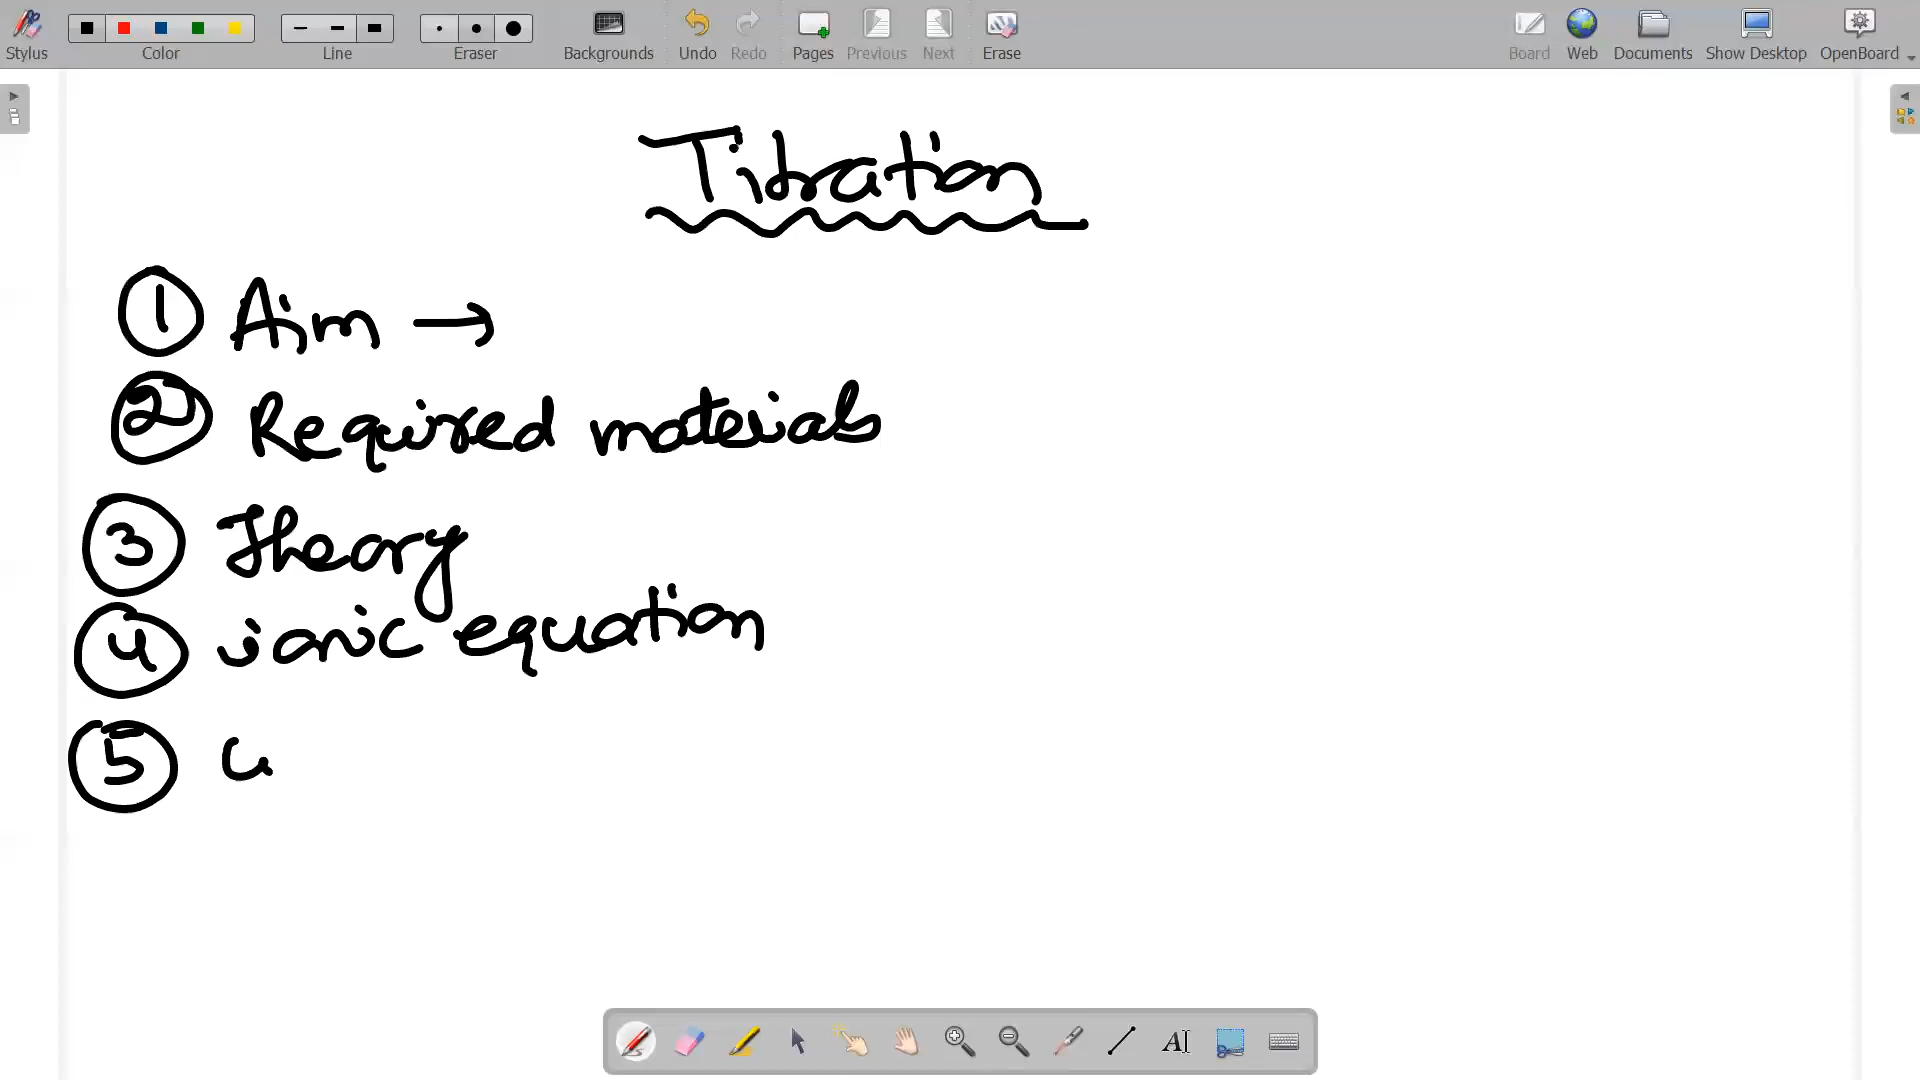 Stylus Color Line Eraser Backgrounds Undo Redo Pages Previous Next Erase Board Web Documents Show Desktop OpenBoard
Titration
① Aim →
② Required materials
③ Theory
④ ionic equation
⑤